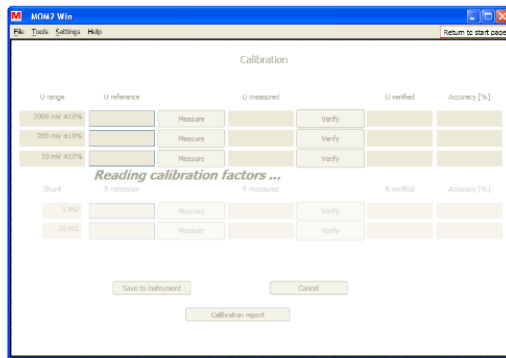 MOM2 Win
File Tools Settings Help
Return to start page
Calibration
U range U reference U measured U verified Accuracy [%]
2000 mV ±10% Measure Verify
200 mV ±10% Measure Verify
10 mV ±10% Measure Verify
Reading calibration factors ...
Shunt R reference R measured R verified Accuracy [%]
1 mΩ Measure Verify
10 mΩ Measure Verify
Save to instrument Cancel
Calibration report